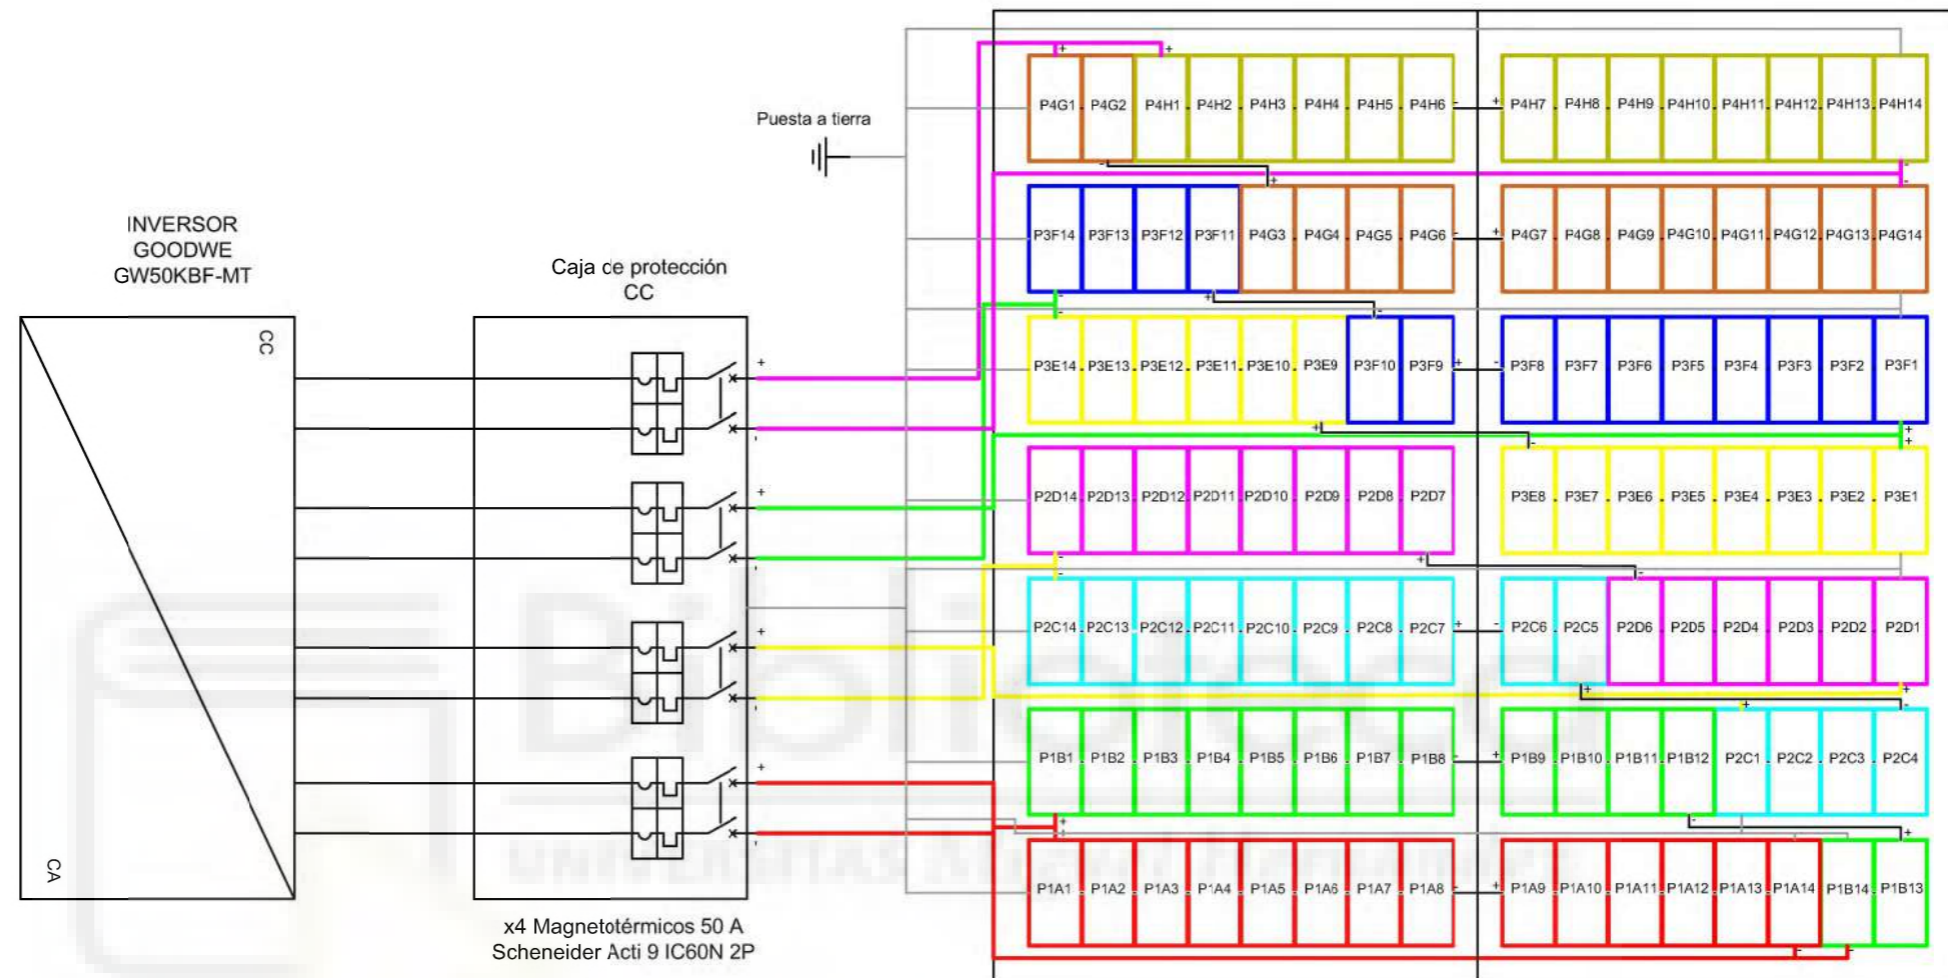 Puesta a tierra
INVERSOR
GOODWE
GW50KBF-MT
Caja de protección
CC
CC
CA
x4 Magnetotérmicos 50 A
Scheneider Acti 9 IC60N 2P
+
-
+
-
+
-
+
-
+ +
P4G1 P4G2 P4H1 P4H2 P4H3 P4H4 P4H5 P4H6 - + P4H7 P4H8 P4H9 P4H10 P4H11 P4H12 P4H13 P4H14
- + - -
P3F14 P3F13 P3F12 P3F11 P4G3 P4G4 P4G5 P4G6 - + P4G7 P4G8 P4G9 P4G10 P4G11 P4G12 P4G13 P4G14
- - + -
P3E14 P3E13 P3E12 P3E11 P3E10 P3E9 P3F10 P3F9 + - P3F8 P3F7 P3F6 P3F5 P3F4 P3F3 P3F2 P3F1
+ - + +
P2D14 P2D13 P2D12 P2D11 P2D10 P2D9 P2D8 P2D7 P3E8 P3E7 P3E6 P3E5 P3E4 P3E3 P3E2 P3E1
- - + -
P2C14 P2C13 P2C12 P2C11 P2C10 P2C9 P2C8 P2C7 + - P2C6 P2C5 P2D6 P2D5 P2D4 P2D3 P2D2 P2D1
+ + + -
P1B1 P1B2 P1B3 P1B4 P1B5 P1B6 P1B7 P1B8 - + P1B9 P1B10 P1B11 P1B12 P2C1 P2C2 P2C3 P2C4
+ + - +
P1A1 P1A2 P1A3 P1A4 P1A5 P1A6 P1A7 P1A8 - + P1A9 P1A10 P1A11 P1A12 P1A13 P1A14 P1B14 P1B13
- -
Biblioteca
UNIVERSITAS Miguel Hernández